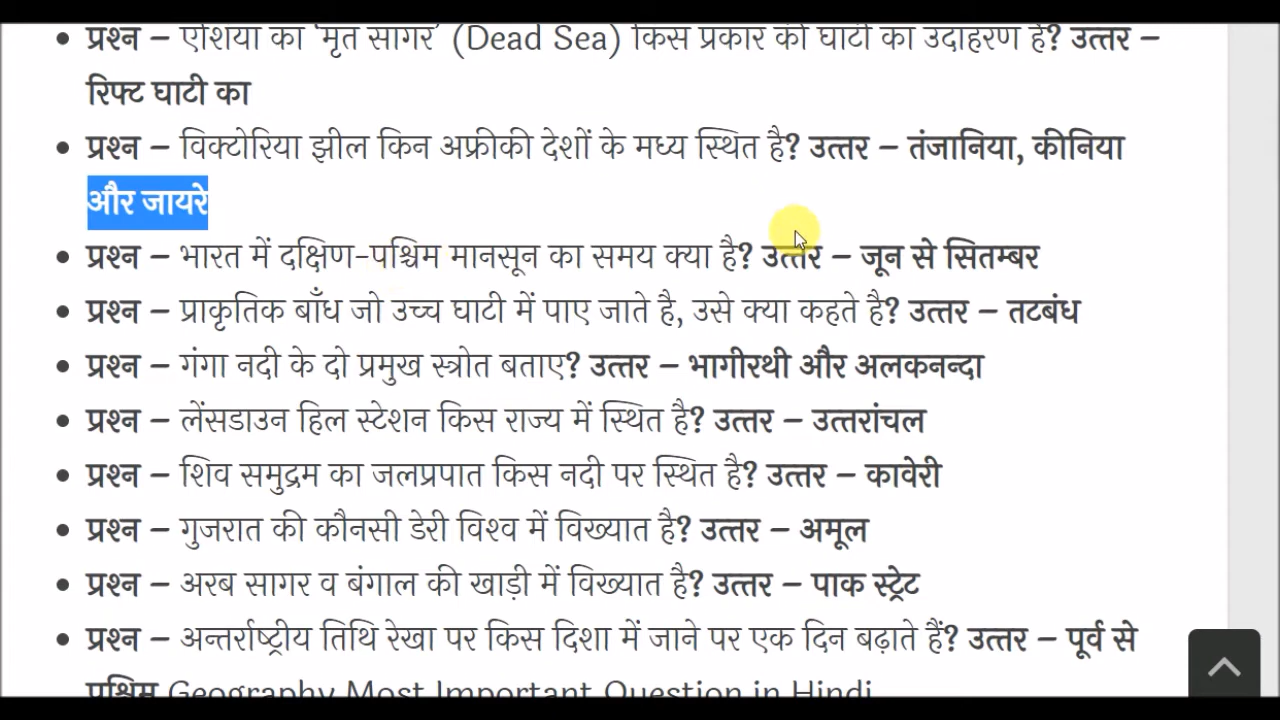 प्रश्न – एशिया का 'मृत सागर' (Dead Sea) किस प्रकार की घाटी का उदाहरण है? उत्तर –
रिफ्ट घाटी का
प्रश्न – विक्टोरिया झील किन अफ्रीकी देशों के मध्य स्थित है? उत्तर – तंजानिया, कीनिया
और जायरे
प्रश्न – भारत में दक्षिण-पश्चिम मानसून का समय क्या है? उत्तर – जून से सितम्बर
प्रश्न – प्राकृतिक बाँध जो उच्च घाटी में पाए जाते है, उसे क्या कहते है? उत्तर – तटबंध
प्रश्न – गंगा नदी के दो प्रमुख स्त्रोत बताए? उत्तर – भागीरथी और अलकनन्दा
प्रश्न – लेंसडाउन हिल स्टेशन किस राज्य में स्थित है? उत्तर – उत्तरांचल
प्रश्न – शिव समुद्रम का जलप्रपात किस नदी पर स्थित है? उत्तर – कावेरी
प्रश्न – गुजरात की कौनसी डेरी विश्व में विख्यात है? उत्तर – अमूल
प्रश्न – अरब सागर व बंगाल की खाड़ी में विख्यात है? उत्तर – पाक स्ट्रेट
प्रश्न – अन्तर्राष्ट्रीय तिथि रेखा पर किस दिशा में जाने पर एक दिन बढ़ाते हैं? उत्तर – पूर्व से
पश्चिम Geography Most Important Question in Hindi